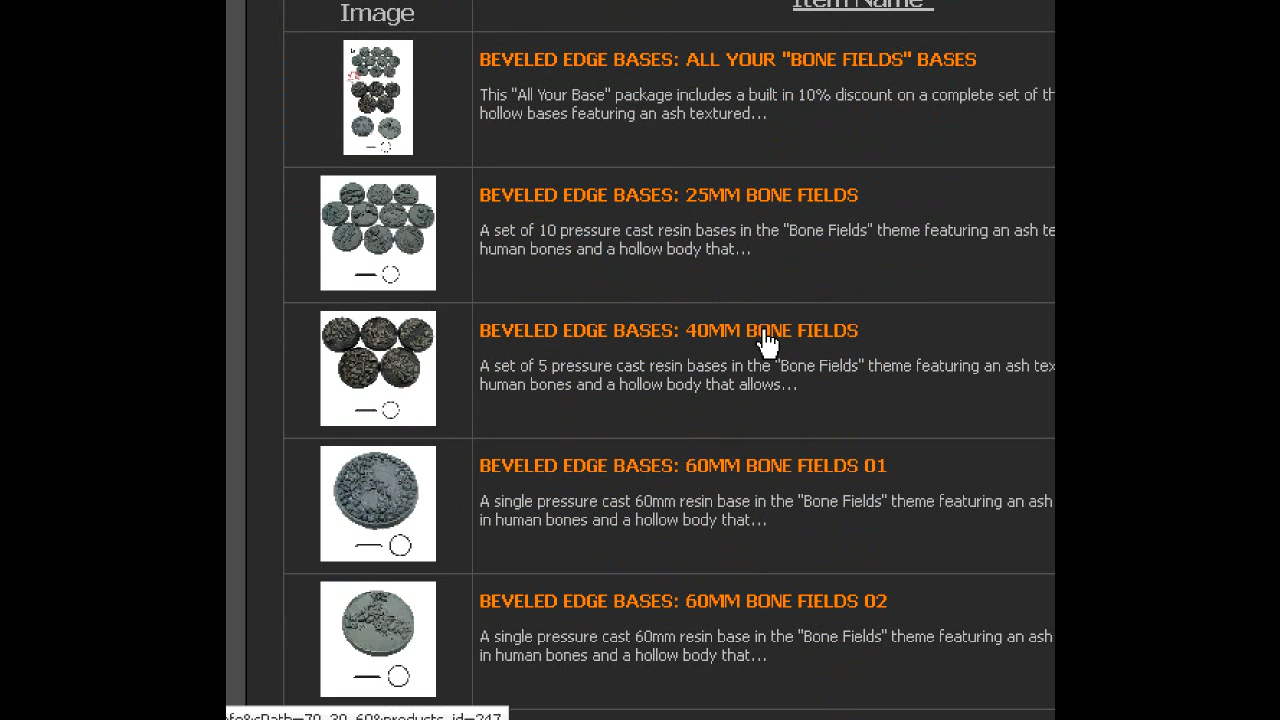 Item Name
Image
BEVELED EDGE BASES: ALL YOUR "BONE FIELDS" BASES
This "All Your Base" package includes a built in 10% discount on a complete set of th
hollow bases featuring an ash textured...
BEVELED EDGE BASES: 25MM BONE FIELDS
A set of 10 pressure cast resin bases in the "Bone Fields" theme featuring an ash te
human bones and a hollow body that...
BEVELED EDGE BASES: 40MM BONE FIELDS
A set of 5 pressure cast resin bases in the "Bone Fields" theme featuring an ash tex
human bones and a hollow body that allows...
BEVELED EDGE BASES: 60MM BONE FIELDS 01
A single pressure cast 60mm resin base in the "Bone Fields" theme featuring an ash
in human bones and a hollow body that...
BEVELED EDGE BASES: 60MM BONE FIELDS 02
A single pressure cast 60mm resin base in the "Bone Fields" theme featuring an ash
in human bones and a hollow body that...
nfo&cPath=70_30_60&products_id=247